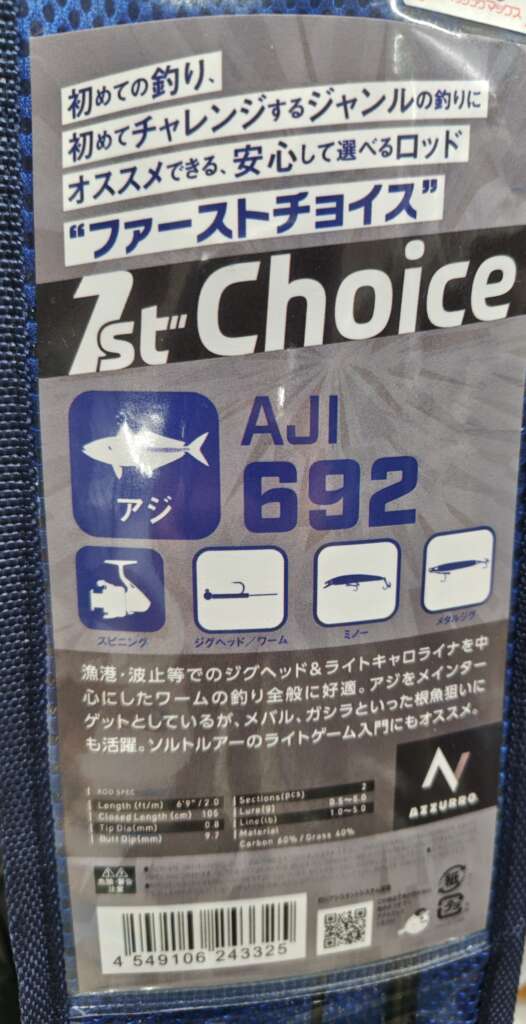 初めての釣り、
初めてチャレンジするジャンルの釣りに
オススメできる、安心して選べるロッド
“ファーストチョイス”
1st Choice
アジ
AJI
692
スピニング
ジグヘッド/ワーム
ミノー
メタルジグ
漁港・波止等でのジグヘッド&ライトキャロライナを中
心にしたワームの釣り全般に好適。アジをメインター
ゲットとしているが、メバル、ガシラといった根魚狙いに
も活躍。ソルトルアーのライトゲーム入門にもオススメ。
ROD SPEC
Length (ft/m) 6'9"/2.0
Closed Length (cm) 105
Tip Dia(mm) 0.8
Butt Dip(mm) 9.7
Sections(pcs) 2
Lure(g) 0.5~5.0
Line(lb) 1.0~5.0
Material
Carbon 60% / Grass 40%
AZZURRO
注意
紙
プラ
4 549106 243325